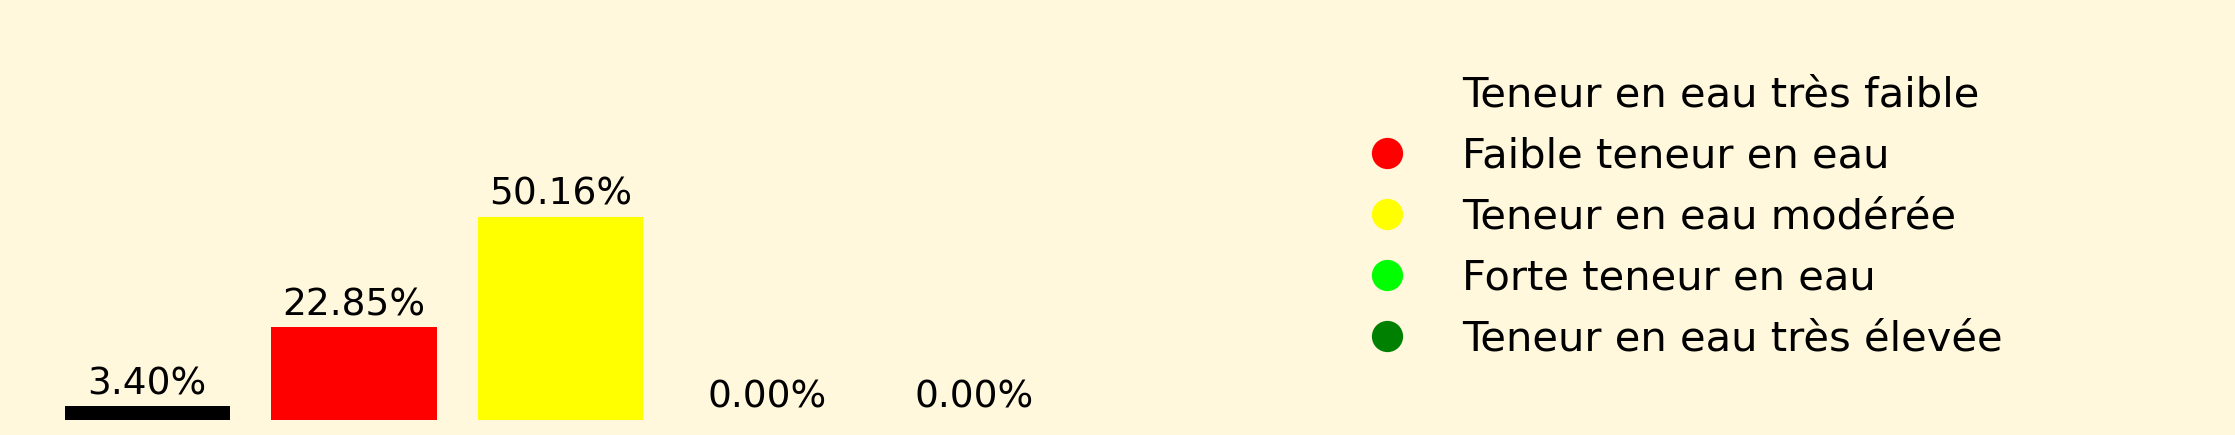 3.40%
22.85%
50.16%
0.00%
0.00%
Teneur en eau très faible
Faible teneur en eau
Teneur en eau modérée
Forte teneur en eau
Teneur en eau très élevée